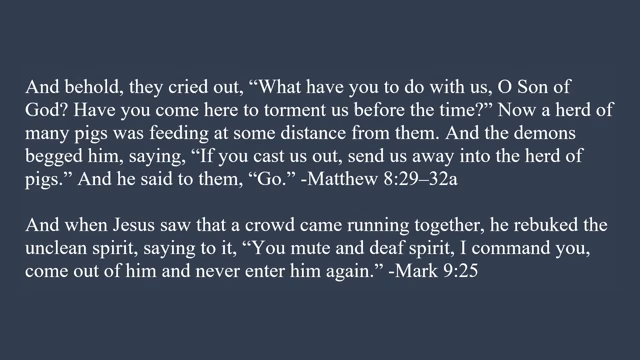 And behold, they cried out, “What have you to do with us, O Son of
God? Have you come here to torment us before the time?” Now a herd of
many pigs was feeding at some distance from them. And the demons
begged him, saying, “If you cast us out, send us away into the herd of
pigs.” And he said to them, “Go.” -Matthew 8:29–32a
And when Jesus saw that a crowd came running together, he rebuked the
unclean spirit, saying to it, “You mute and deaf spirit, I command you,
come out of him and never enter him again.” -Mark 9:25